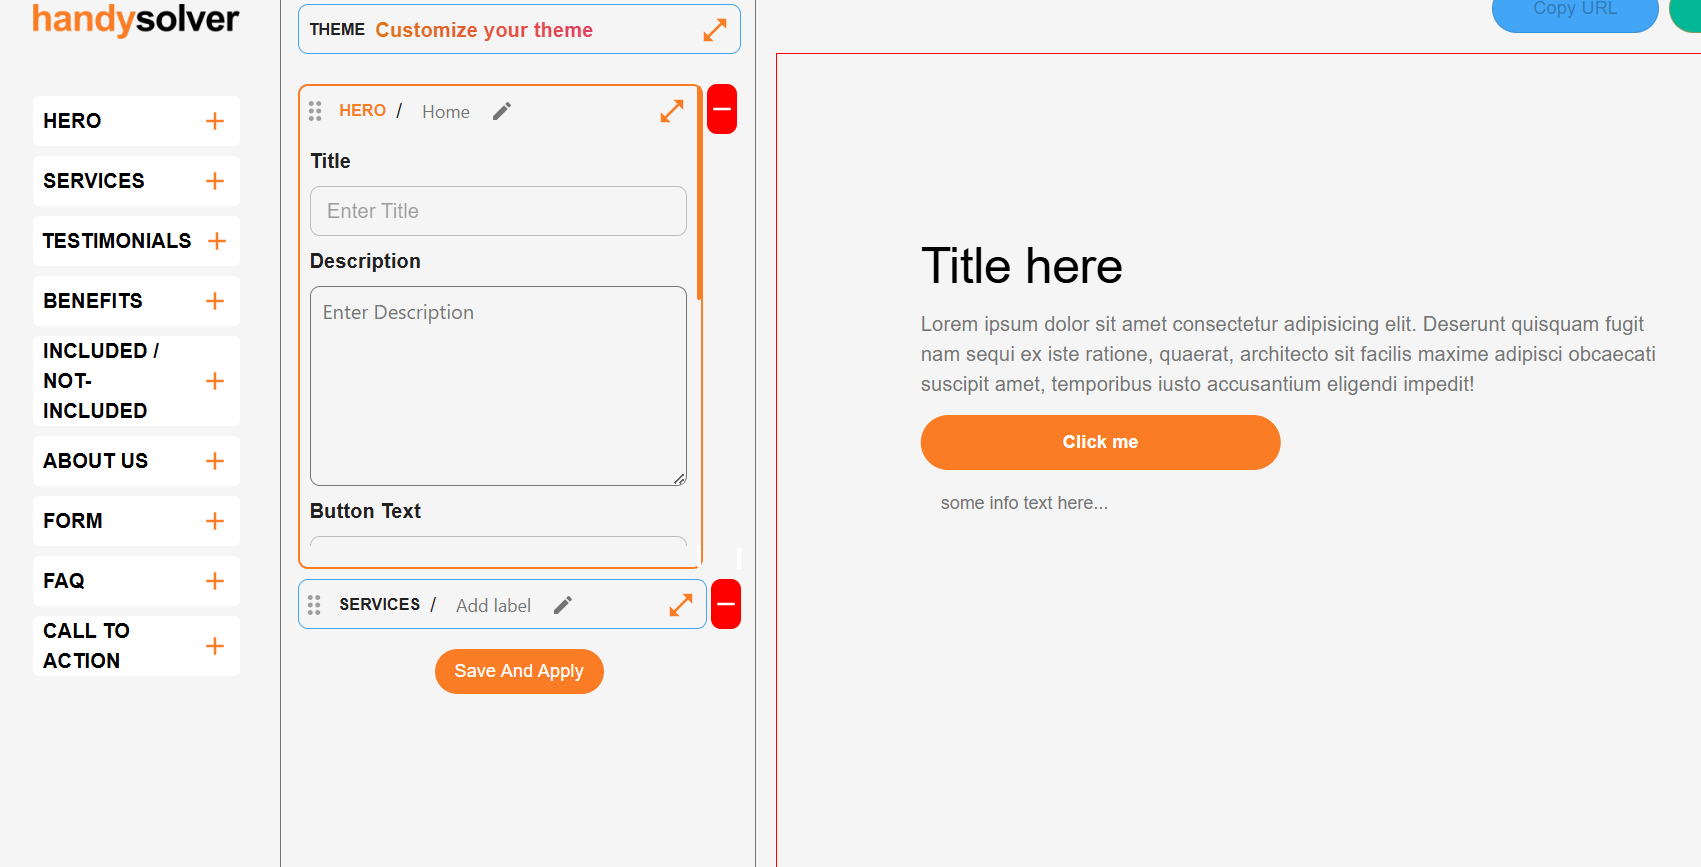 handysolver
HERO
SERVICES
TESTIMONIALS
BENEFITS
INCLUDED /
NOT-
INCLUDED
ABOUT US
FORM
FAQ
CALL TO
ACTION
THEME Customize your theme
HERO / Home
Title
Enter Title
Description
Enter Description
Button Text
SERVICES / Add label
Save And Apply
Copy URL
Title here
Lorem ipsum dolor sit amet consectetur adipisicing elit. Deserunt quisquam fugit
nam sequi ex iste ratione, quaerat, architecto sit facilis maxime adipisci obcaecati
suscipit amet, temporibus iusto accusantium eligendi impedit!
Click me
some info text here...